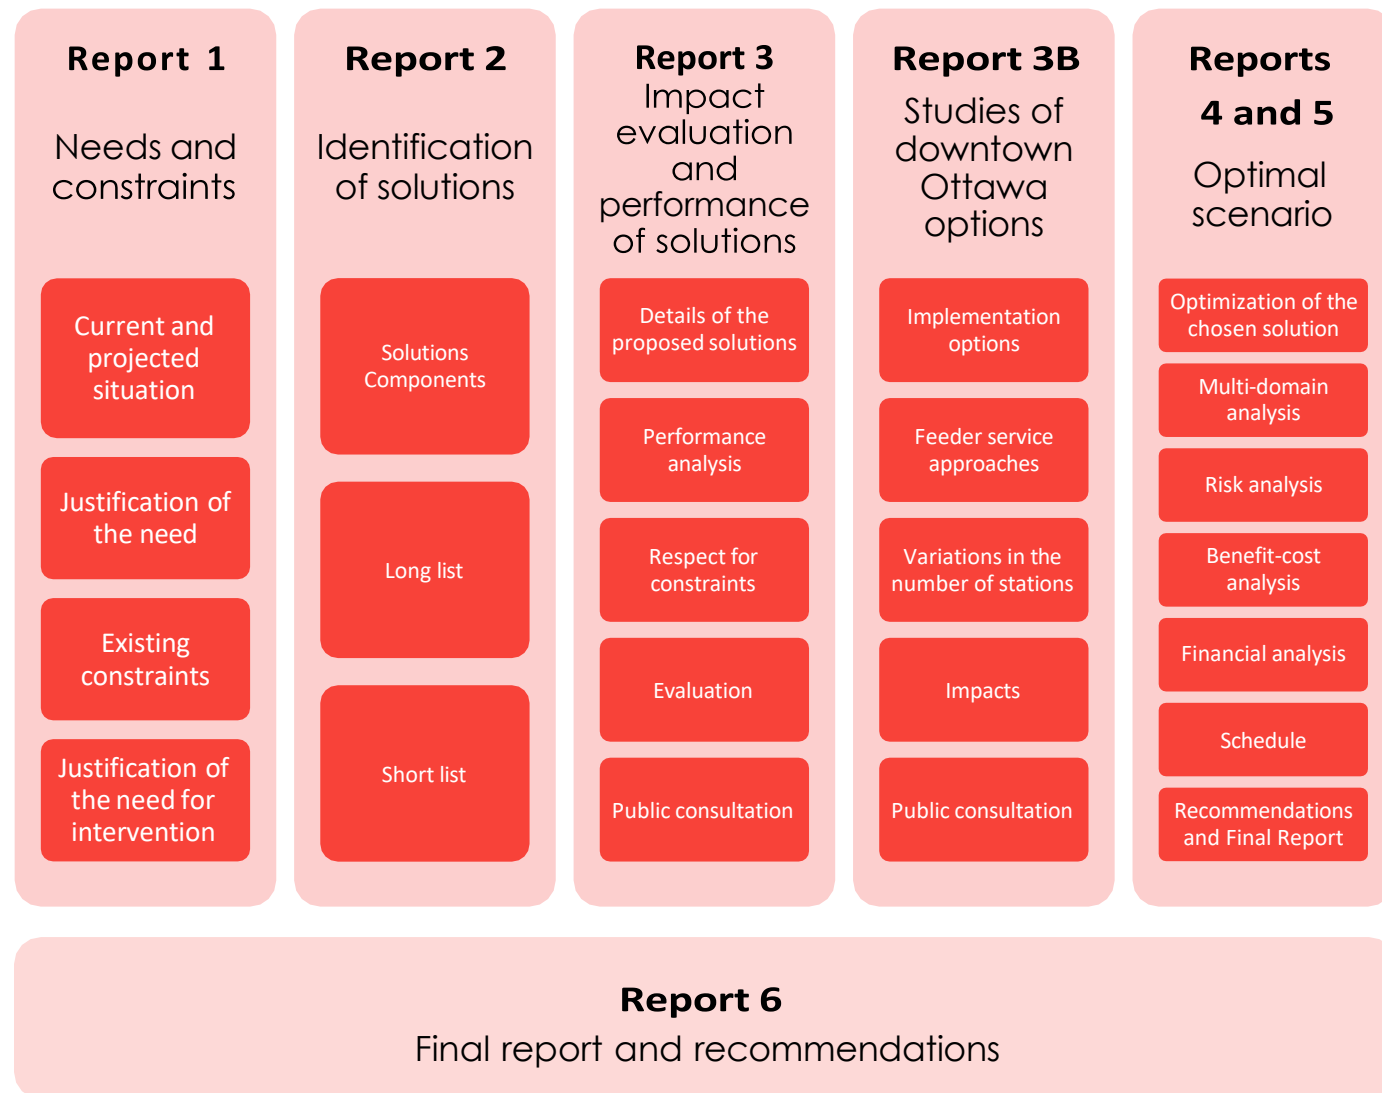 Report 1
Needs and
constraints
Current and
projected
situation
Justification of
the need
Existing
constraints
Justification of
the need for
intervention
Report 2
Identification
of solutions
Solutions
Components
Long list
Short list
Report 3
Impact
evaluation
and
performance
of solutions
Details of the
proposed solutions
Performance
analysis
Respect for
constraints
Evaluation
Public consultation
Report 3B
Studies of
downtown
Ottawa
options
Implementation
options
Feeder service
approaches
Variations in the
number of stations
Impacts
Public consultation
Reports
4 and 5
Optimal
scenario
Optimization of the
chosen solution
Multi-domain
analysis
Risk analysis
Benefit-cost
analysis
Financial analysis
Schedule
Recommendations
and Final Report
Report 6
Final report and recommendations